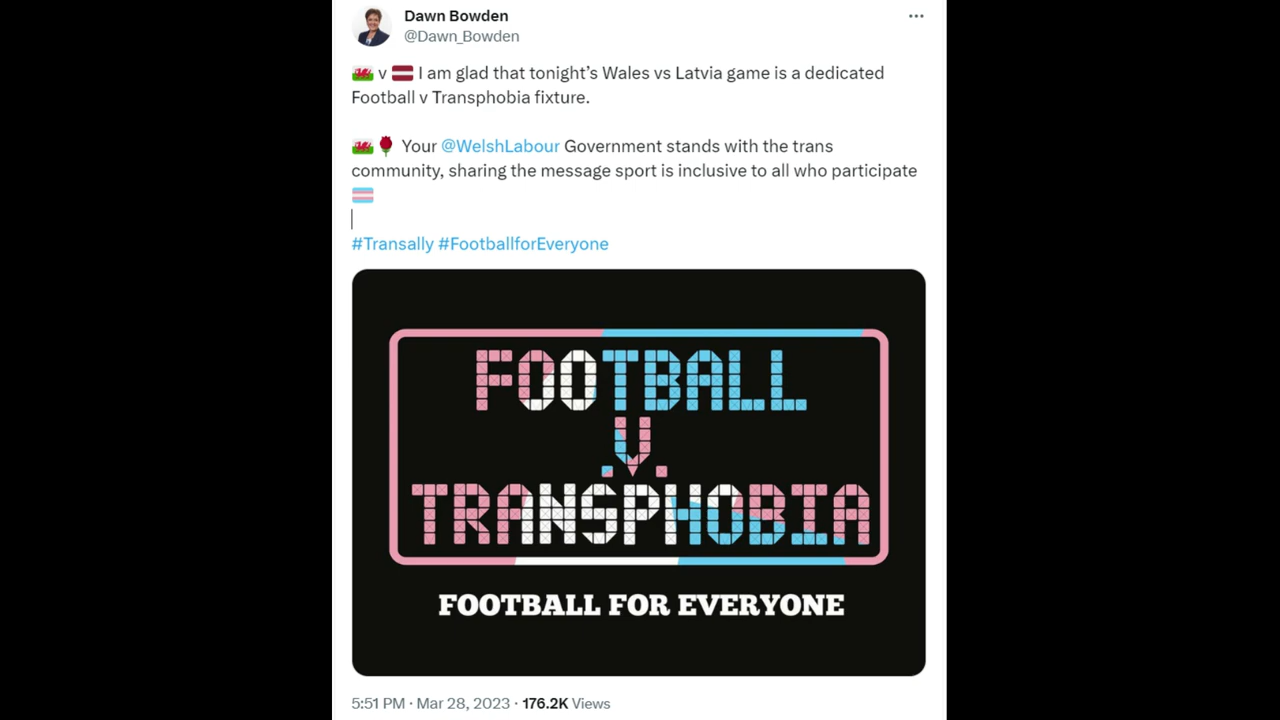 Dawn Bowden
@Dawn_Bowden
🏴󠁧󠁢󠁷󠁬󠁳󠁿 v 🇱🇻 I am glad that tonight’s Wales vs Latvia game is a dedicated
Football v Transphobia fixture.
🏴󠁧󠁢󠁷󠁬󠁳󠁿🌹 Your @WelshLabour Government stands with the trans
community, sharing the message sport is inclusive to all who participate
🏳️‍⚧️
#Transally #FootballforEveryone
FOOTBALL
.V.
TRANSPHOBIA
FOOTBALL FOR EVERYONE
5:51 PM · Mar 28, 2023 · 176.2K Views